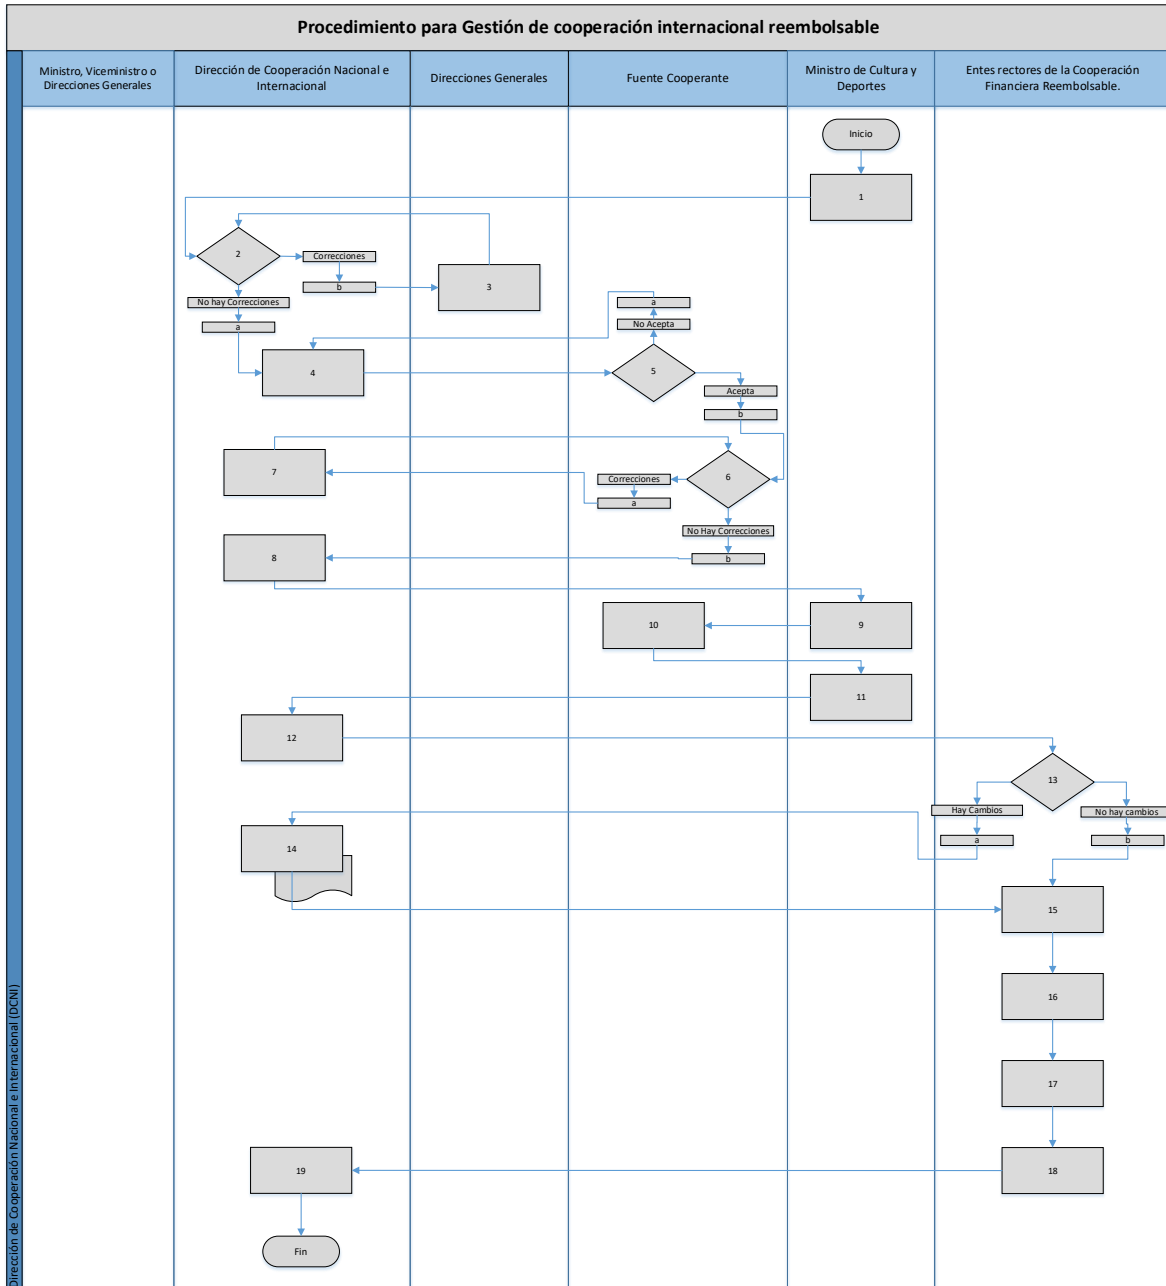 Procedimiento para Gestión de cooperación internacional reembolsable
Ministro, Viceministro o
Direcciones Generales
Dirección de Cooperación Nacional e
Internacional
Direcciones Generales
Fuente Cooperante
Ministro de Cultura y
Deportes
Entes rectores de la Cooperación
Financiera Reembolsable.
Inicio
1
2
Correcciones
b
3
No hay Correcciones
a
a
No Acepta
4
5
Acepta
b
7
6
Correcciones
a
No Hay Correcciones
b
8
10
9
11
12
13
Hay Cambios
a
No hay cambios
b
14
15
16
17
19
18
Fin
Dirección de Cooperación Nacional e Internacional (DCNI)